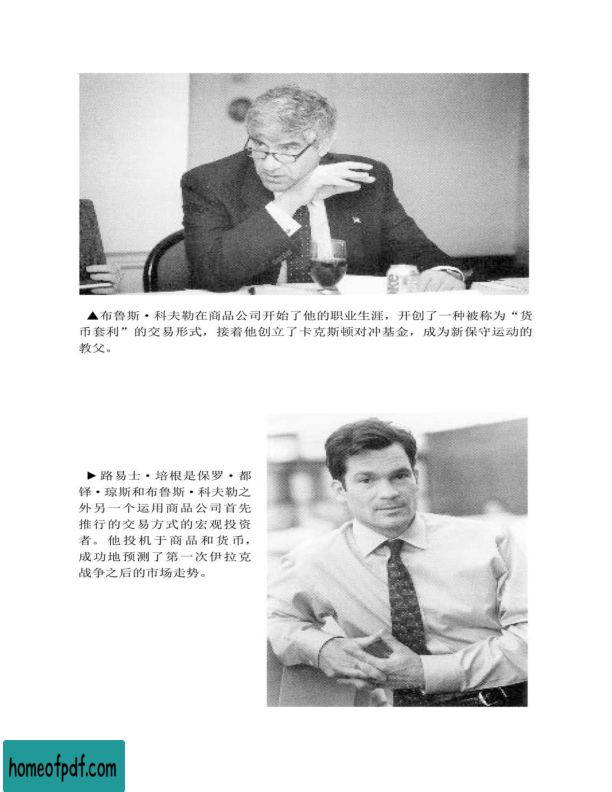 ▲布鲁斯·科夫勒在商品公司开始了他的职业生涯，开创了一种被称为“货
币套利”的交易形式，接着他创立了卡克斯顿对冲基金，成为新保守运动的
教父。
►路易士·培根是保罗·都
铎·琼斯和布鲁斯·科夫勒之
外另一个运用商品公司首先
推行的交易方式的宏观投资
者。他投机于商品和货币，
成功地预测了第一次伊拉克
战争之后的市场走势。
homeofpdf.com